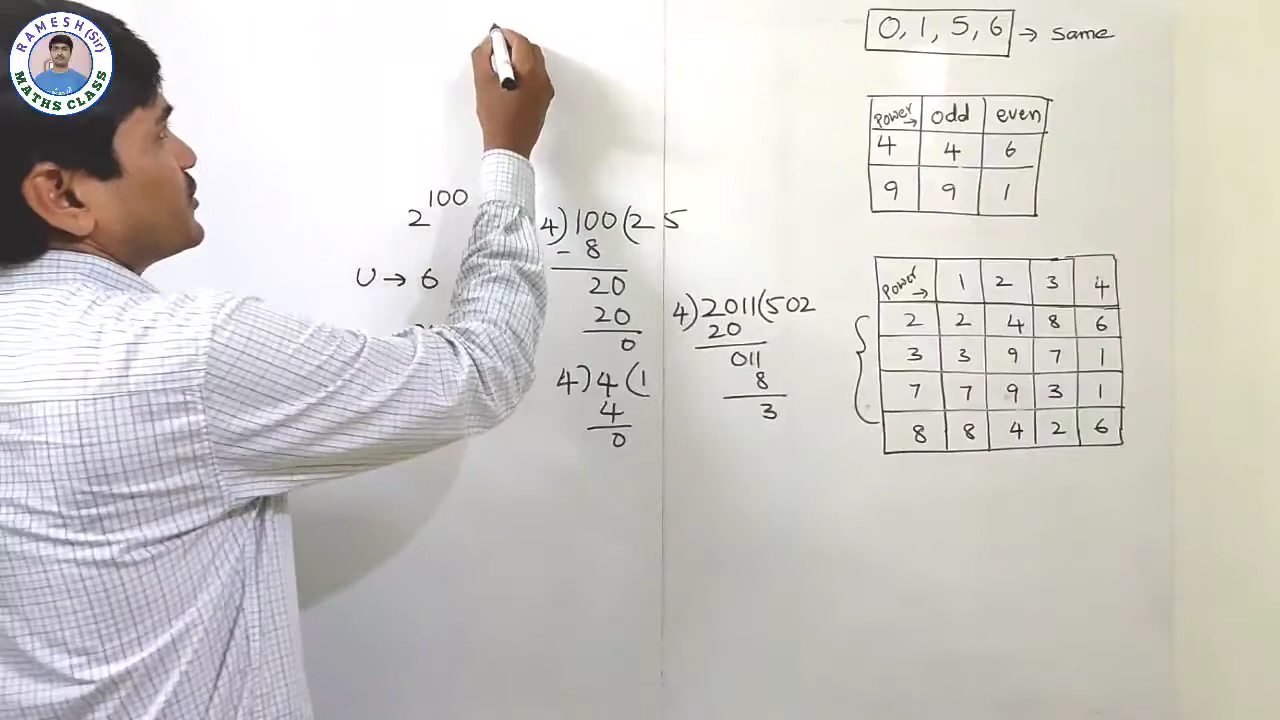 RAMESH (Sir)
MATHS CLASS
2^100
U → 6
4) 100 (25
- 8
20
20
0
4) 4 (1
4
0
4) 2011 (502
20
011
8
3
0, 1, 5, 6 → same
power → odd even
4 4 6
9 9 1
power → 1 2 3 4
2 2 4 8 6
3 3 9 7 1
7 7 9 3 1
8 8 4 2 6